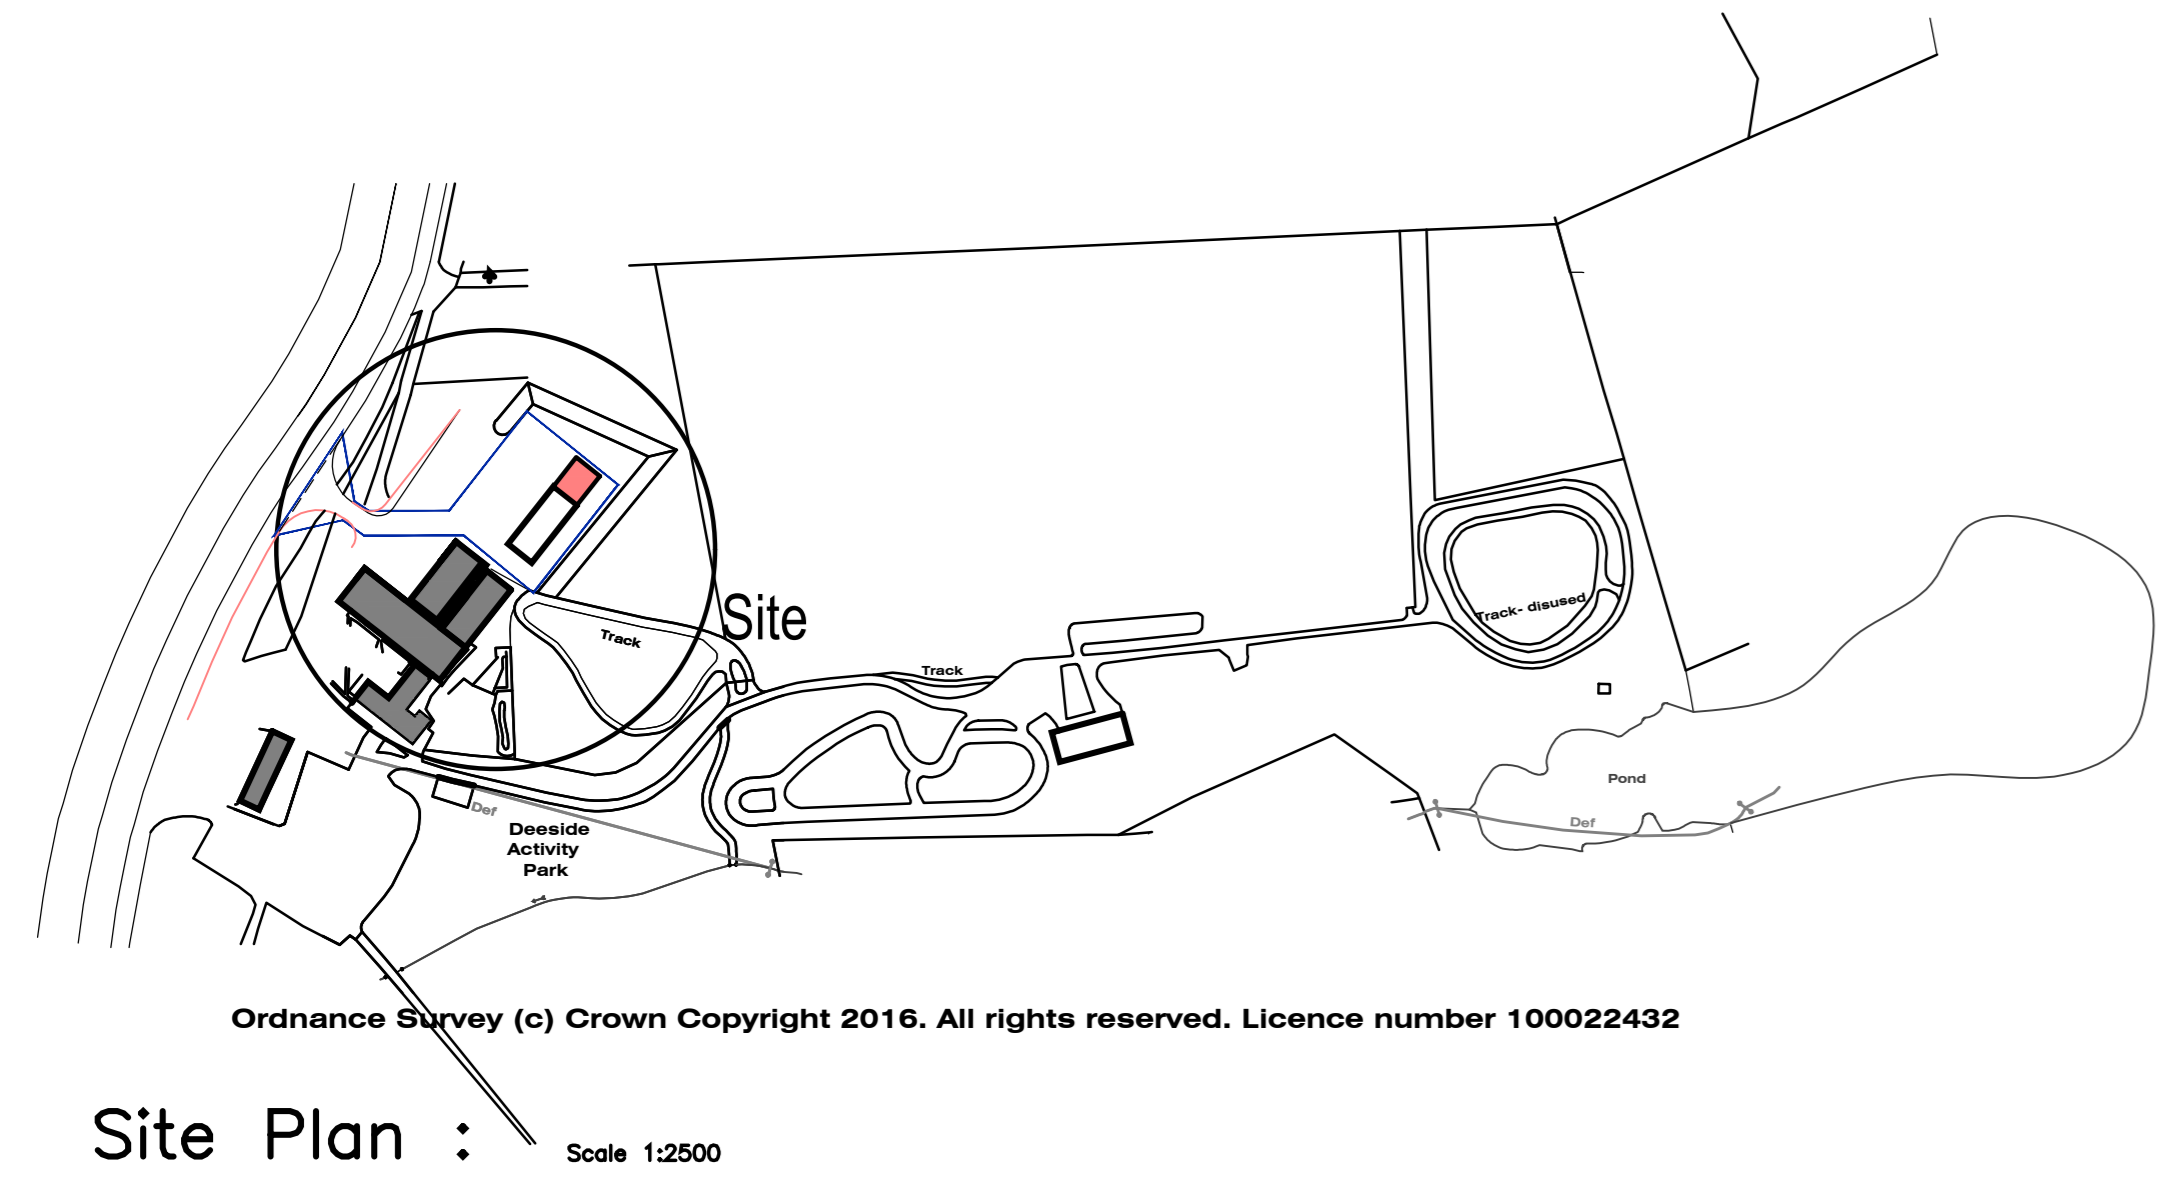 Site
Track
Track
Track- disused
Pond
Def
Def
Deeside
Activity
Park
Ordnance Survey (c) Crown Copyright 2016. All rights reserved. Licence number 100022432
Site Plan :
Scale 1:2500